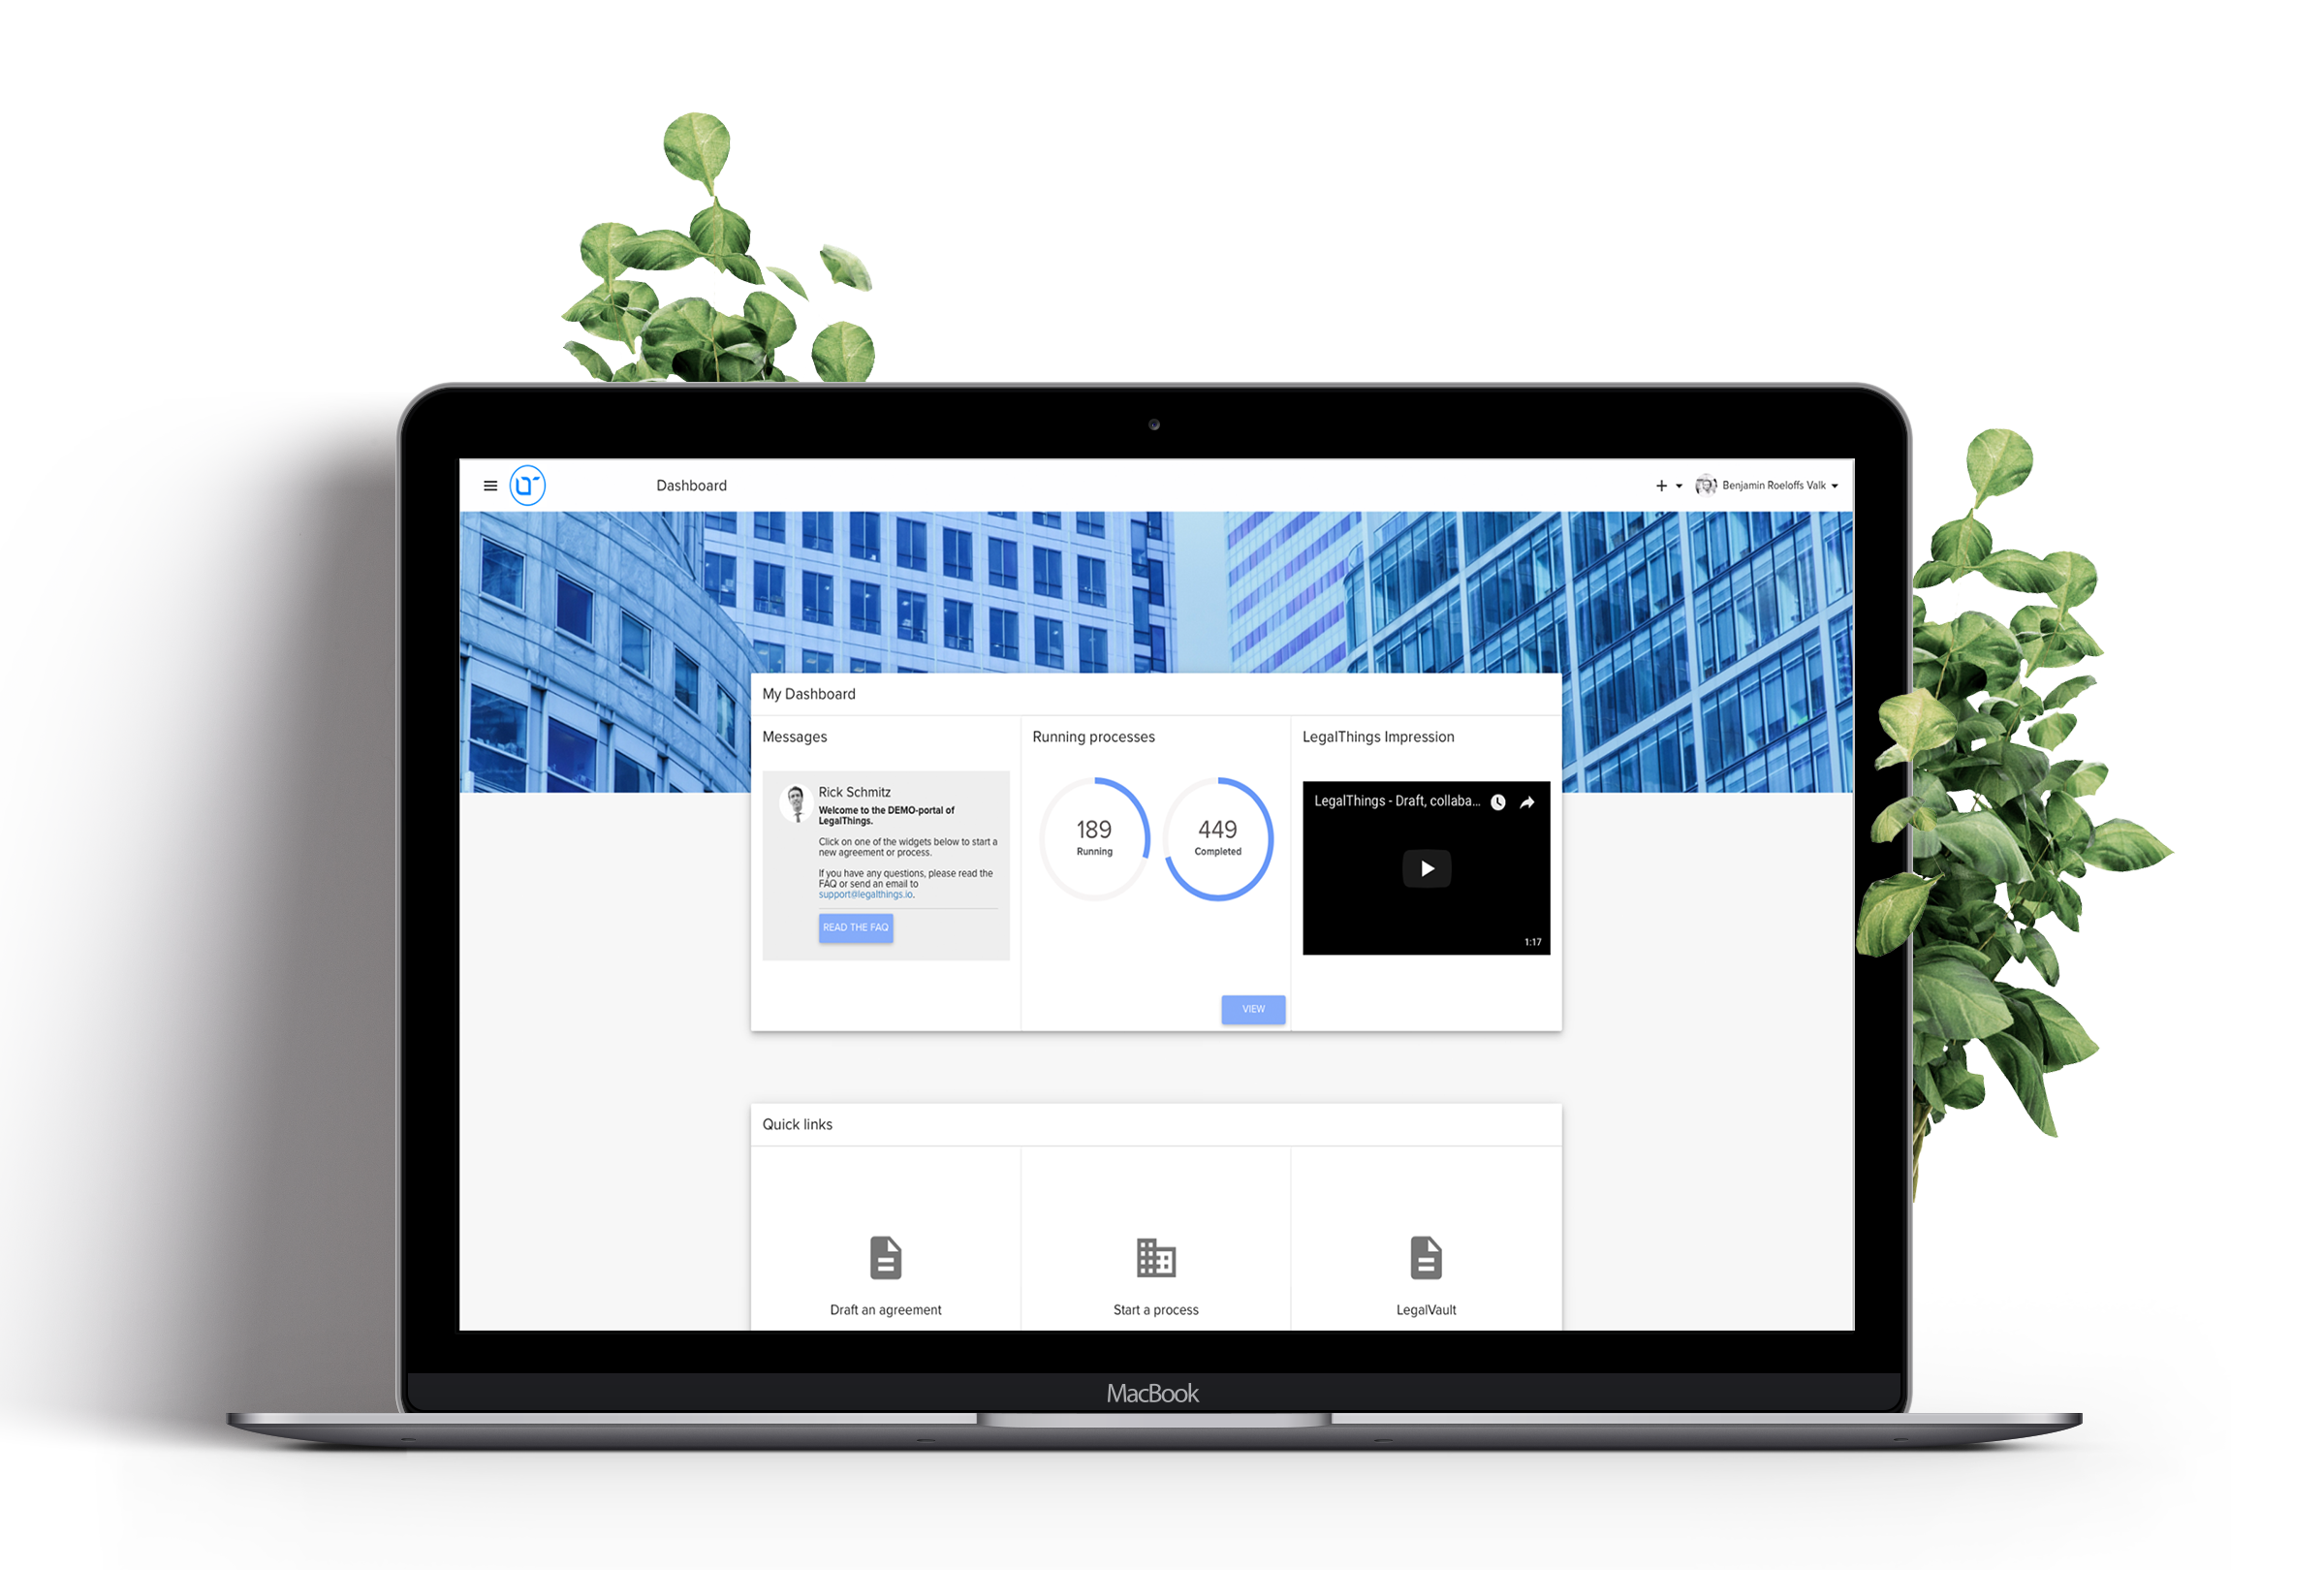 Dashboard
Benjamin Roeloffs Valk
My Dashboard
Messages
Rick Schmitz
Welcome to the DEMO-portal of
LegalThings.
Click on one of the widgets below to start a
new agreement or process.
If you have any questions, please read the
FAQ or send an email to
support@legalthings.io.
READ THE FAQ
Running processes
189
Running
449
Completed
VIEW
LegalThings Impression
LegalThings - Draft, collaba...
1:17
Quick links
Draft an agreement
Start a process
LegalVault
MacBook